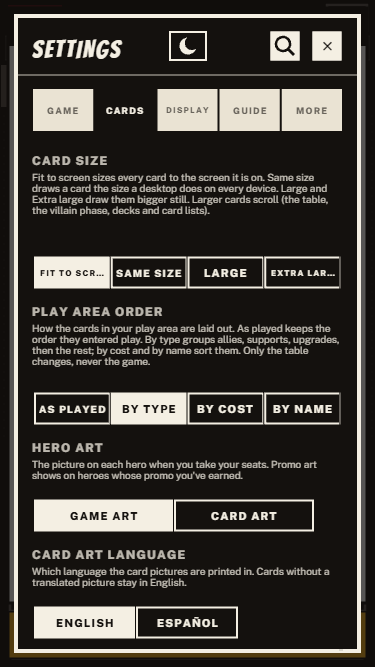 SETTINGS
GAME
CARDS
DISPLAY
GUIDE
MORE
CARD SIZE
Fit to screen sizes every card to the screen it is on. Same size
draws a card the size a desktop does on every device. Large and
Extra large draw them bigger still. Larger cards scroll (the table,
the villain phase, decks and card lists).
FIT TO SCR...
SAME SIZE
LARGE
EXTRA LAR...
PLAY AREA ORDER
How the cards in your play area are laid out. As played keeps the
order they entered play. By type groups allies, supports, upgrades,
then the rest; by cost and by name sort them. Only the table
changes, never the game.
AS PLAYED
BY TYPE
BY COST
BY NAME
HERO ART
The picture on each hero when you take your seats. Promo art
shows on heroes whose promo you've earned.
GAME ART
CARD ART
CARD ART LANGUAGE
Which language the card pictures are printed in. Cards without a
translated picture stay in English.
ENGLISH
ESPAÑOL